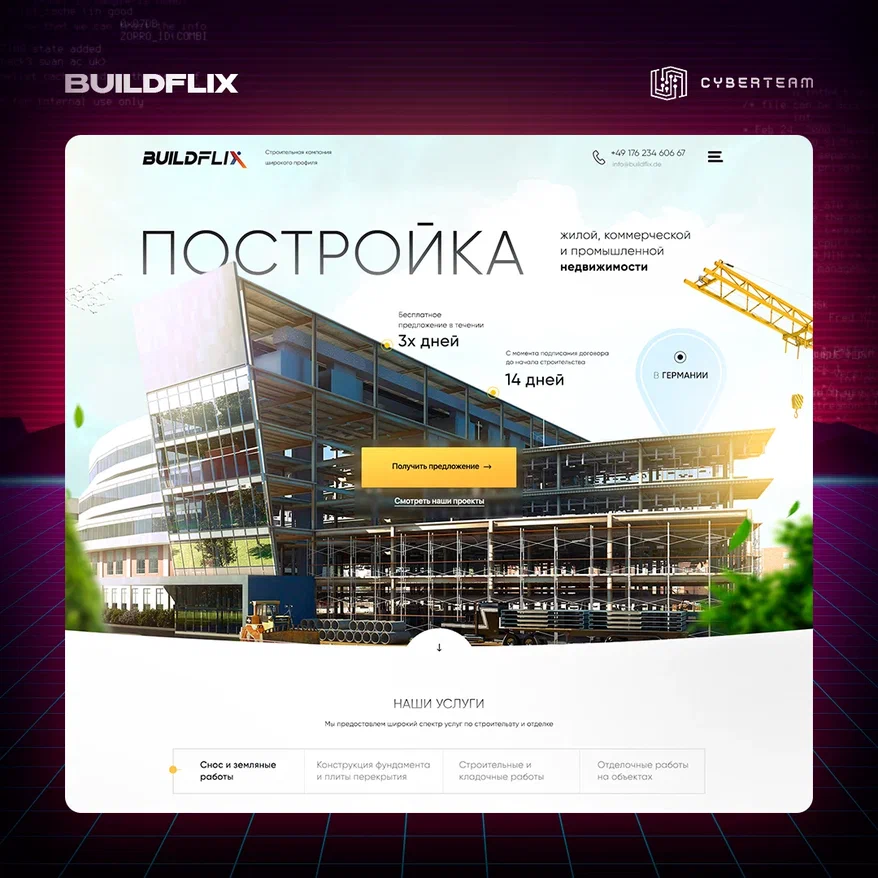 BUILDFLIX
CYBERTEAM
BUILDFLIX
Строительная компания
широкого профиля
+49 176 234 606 67
info@buildflix.de
ПОСТРОЙКА
жилой, коммерческой
и промышленной
недвижимости
Бесплатное
предложение в течении
3х дней
С момента подписания договора
до начала строительства
14 дней
В ГЕРМАНИИ
Получить предложение →
Смотреть наши проекты
↓
НАШИ УСЛУГИ
Мы предоставлем широкий спектр услуг по строительату и отделке
Снос и земляные
работы
Конструкция фундамента
и плиты перекрытия
Строительные и
кладочные работы
Отделочные работы
на объектах